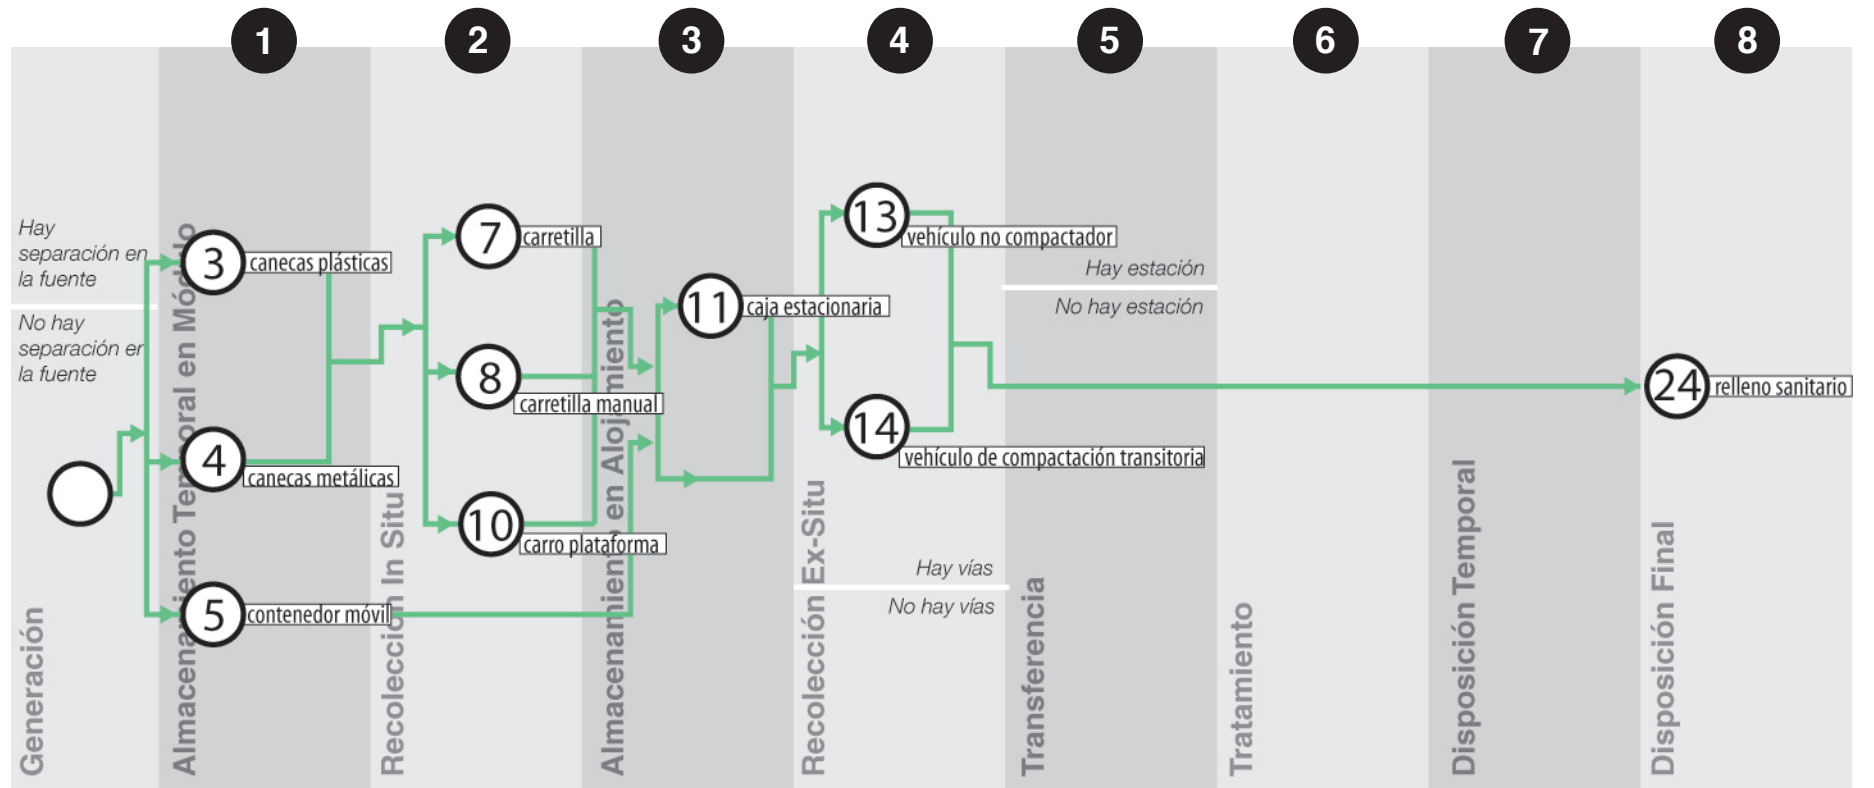 1
2
3
4
5
6
7
8
Hay
separación en
la fuente
No hay
separación en
la fuente
Generación
3
canecas plásticas
4
canecas metálicas
5
contenedor móvil
Almacenamiento Temporal en Módulo
7
carretilla
8
carretilla manual
10
carro plataforma
Recolección In Situ
11
caja estacionaria
Almacenamiento en Alojamiento
13
vehículo no compactador
14
vehículo de compactación transitoria
Hay vías
No hay vías
Recolección Ex-Situ
Hay estación
No hay estación
Transferencia
Tratamiento
Disposición Temporal
24
relleno sanitario
Disposición Final